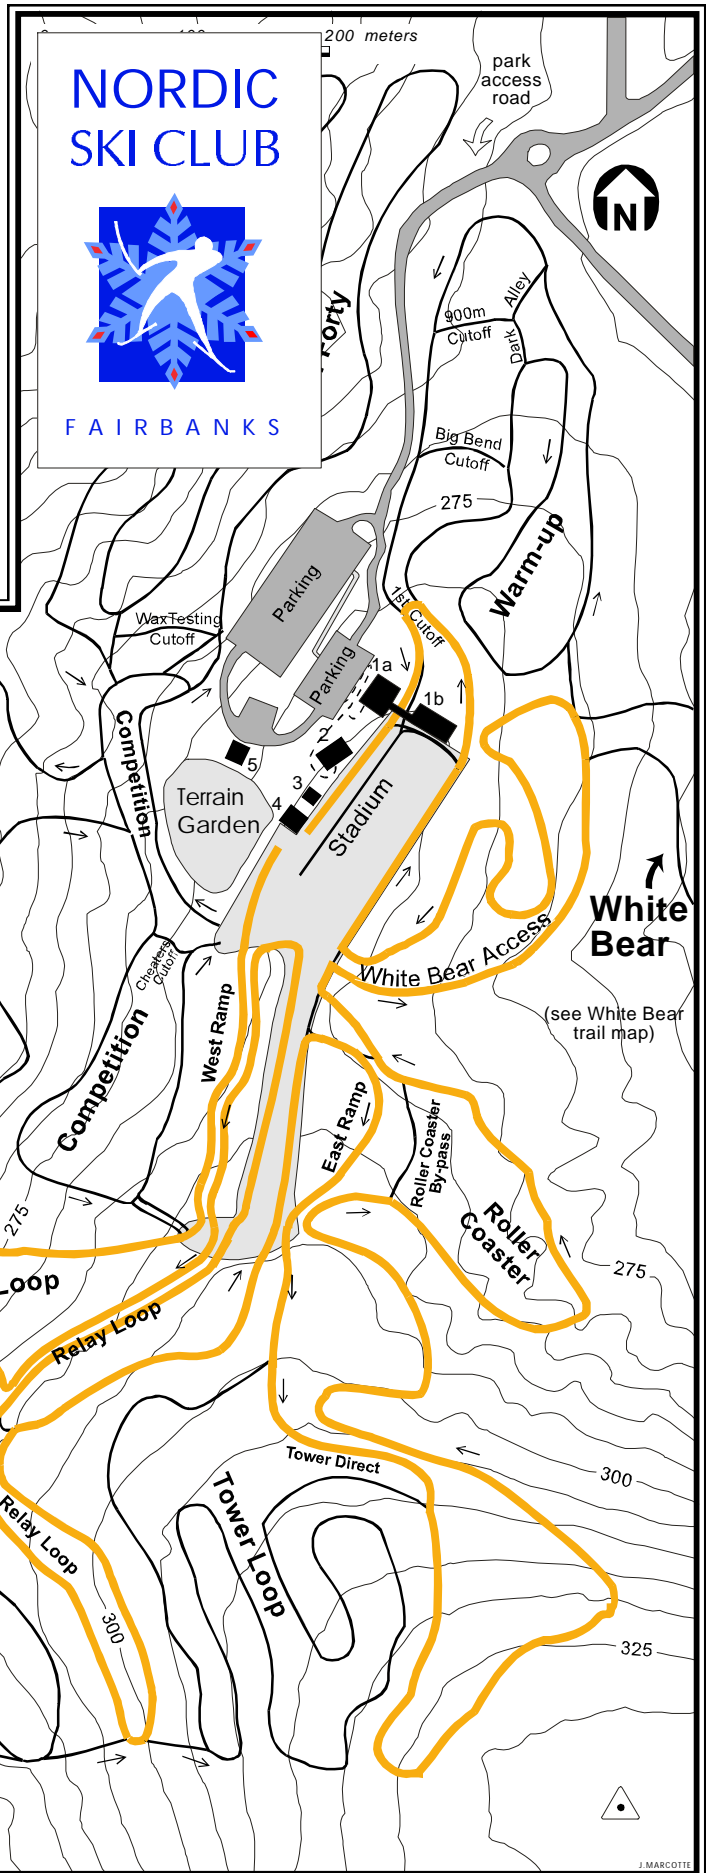 200 meters
NORDIC
SKI CLUB
FAIRBANKS
park
access
road
N
Forty
Alley
900m
Cutoff
Dark
Big Bend
Cutoff
275
Warm-up
Parking
1st Cutoff
WaxTesting
Cutoff
Parking
1a
1b
Competition
2
5
3
4
Terrain
Garden
Stadium
White
Bear
White Bear Access
Cheaters
Cutoff
(see White Bear
trail map)
West Ramp
Competition
East Ramp
Roller Coaster
By-pass
275
Roller
Coaster
275
Loop
Relay Loop
Tower Direct
300
Tower Loop
Relay Loop
300
325
J.MARCOTTE